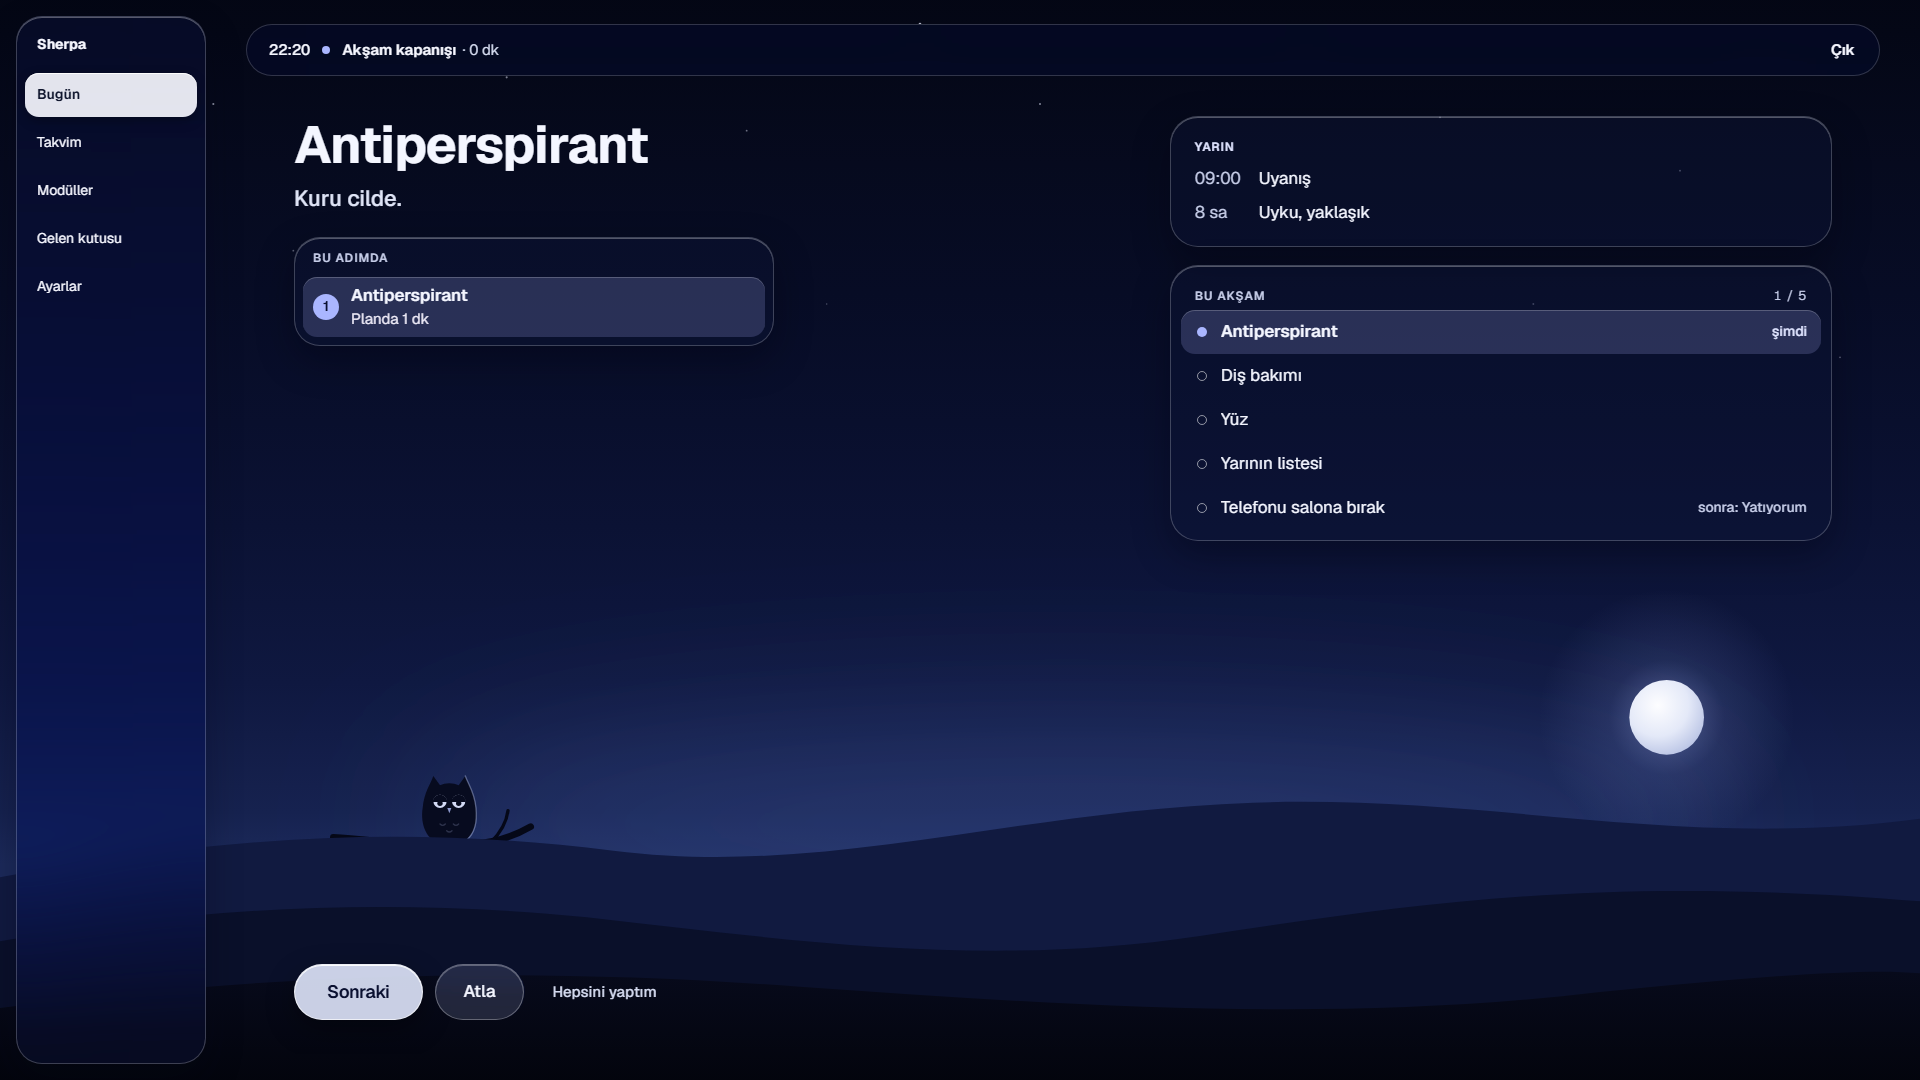 Sherpa
Bugün
Takvim
Modüller
Gelen kutusu
Ayarlar
22:20 Akşam kapanışı · 0 dk
Çık
Antiperspirant
Kuru cilde.
BU ADIMDA
1 Antiperspirant
Planda 1 dk
YARIN
09:00 Uyanış
8 sa Uyku, yaklaşık
BU AKŞAM 1 / 5
Antiperspirant şimdi
Diş bakımı
Yüz
Yarının listesi
Telefonu salona bırak sonra: Yatıyorum
Sonraki Atla Hepsini yaptım